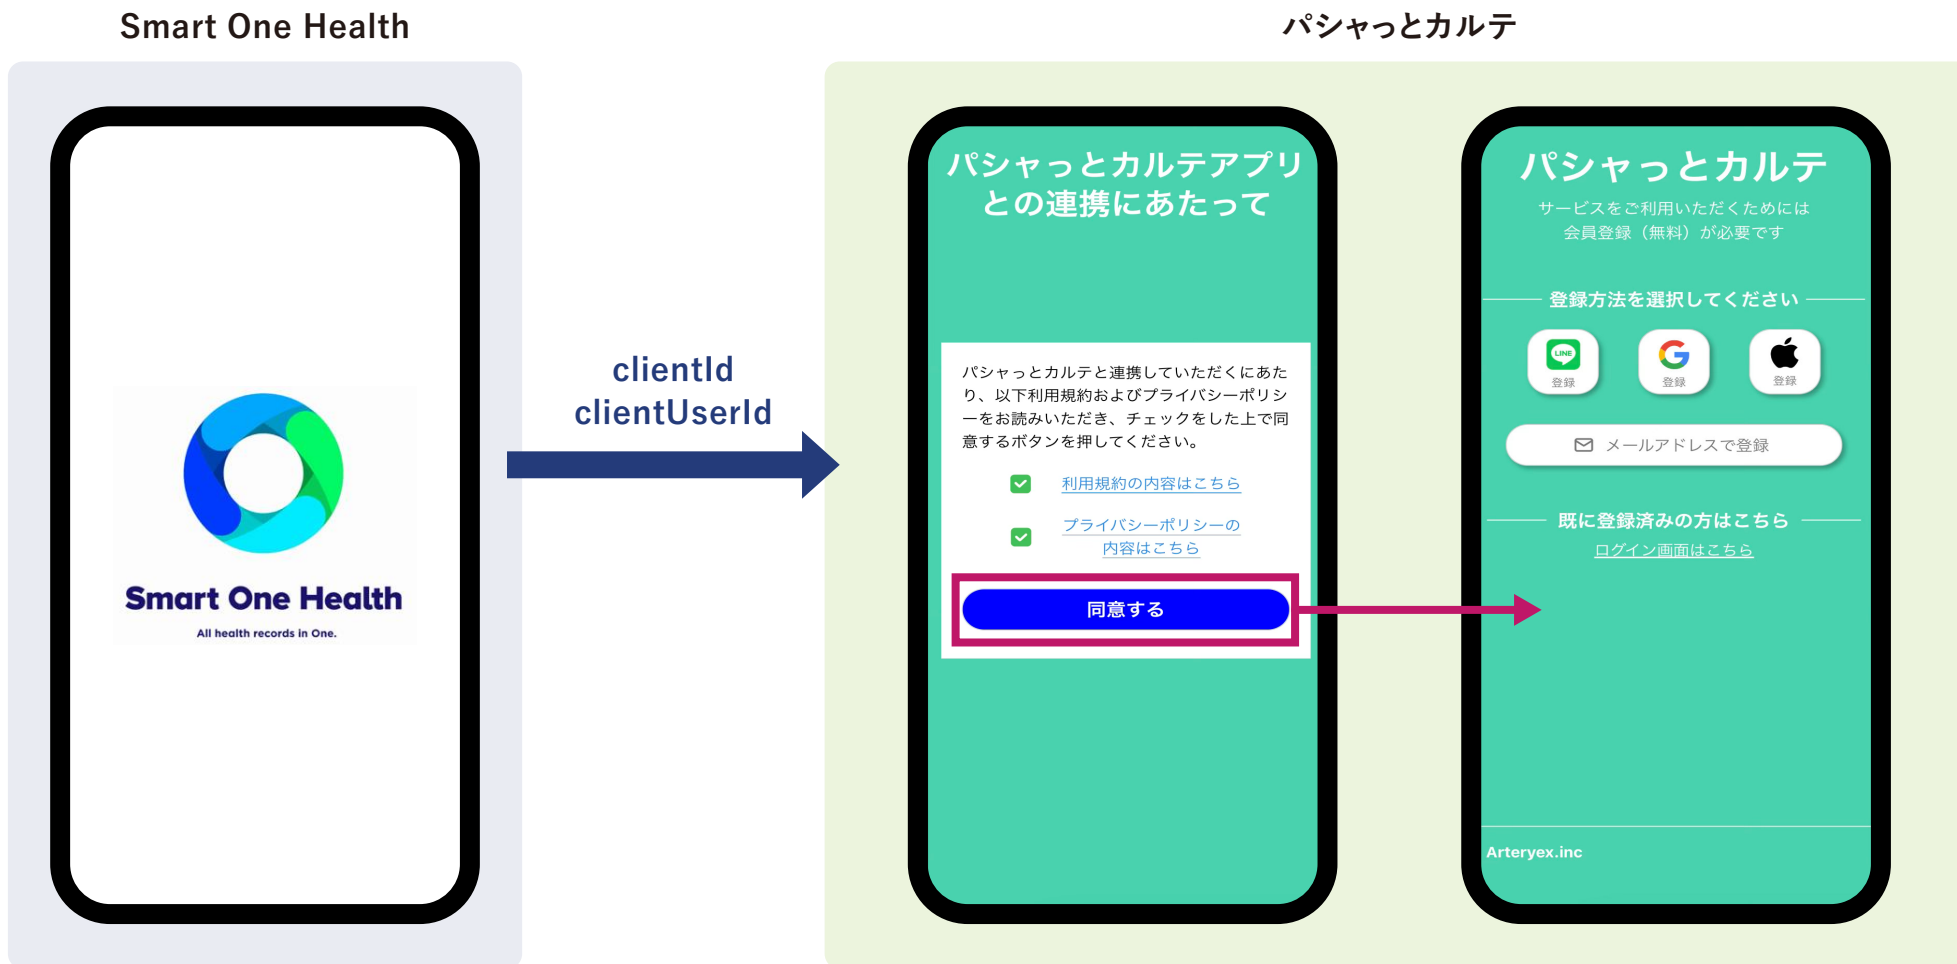 Smart One Health
パシャっとカルテ
Smart One Health
All health records in One.
clientId
clientUserId
パシャっとカルテアプリ
との連携にあたって
パシャっとカルテと連携していただくにあた
り、以下利用規約およびプライバシーポリシ
ーをお読みいただき、チェックをした上で同
意するボタンを押してください。
利用規約の内容はこちら
プライバシーポリシーの
内容はこちら
同意する
パシャっとカルテ
サービスをご利用いただくためには
会員登録（無料）が必要です
登録方法を選択してください
LINE
登録
登録
登録
メールアドレスで登録
既に登録済みの方はこちら
ログイン画面はこちら
Arteryex.inc